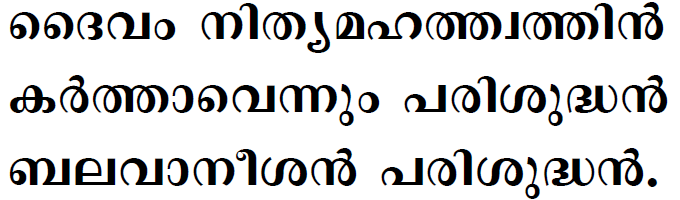 ദൈവം നിത്യമഹത്ത്വത്തിൻ
കർത്താവെന്നും പരിശുദ്ധൻ
ബലവാനീശൻ പരിശുദ്ധൻ.